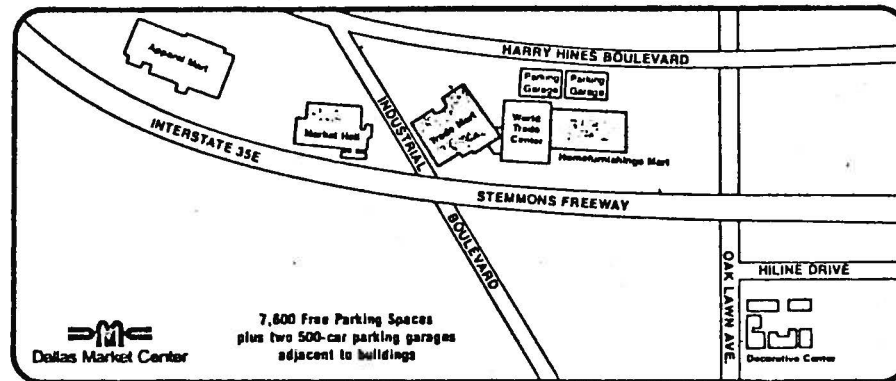 HARRY HINES BOULEVARD
Apparel Mart
Parking
Garage
Parking
Garage
INDUSTRIAL
BOULEVARD
Trade Mart
World
Trade
Center
Market Hall
Homefurnishings Mart
INTERSTATE 35E
STEMMONS FREEWAY
OAK LAWN AVE.
HILINE DRIVE
7,600 Free Parking Spaces
plus two 500-car parking garages
adjacent to buildings
Dallas Market Center
Decorative Center